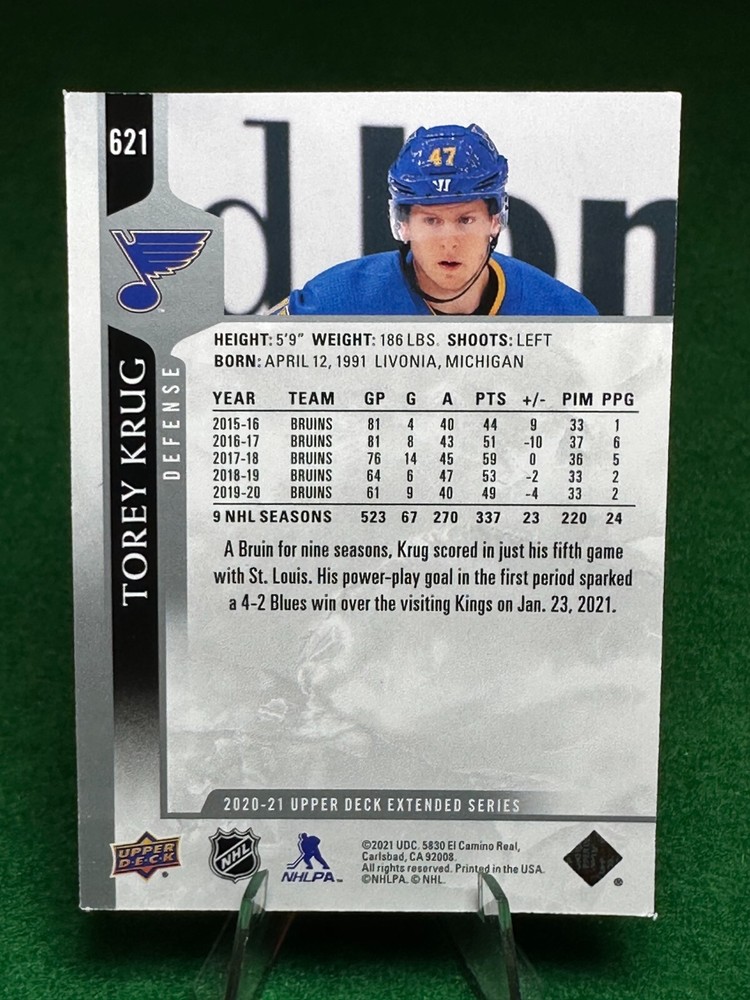 621
47
d bon
HEIGHT: 5'9" WEIGHT: 186 LBS. SHOOTS: LEFT
BORN: APRIL 12, 1991 LIVONIA, MICHIGAN
TOREY KRUG
DEFENSE
YEAR TEAM GP G A PTS +/- PIM PPG
2015-16 BRUINS 81 4 40 44 9 33 1
2016-17 BRUINS 81 8 43 51 -10 37 6
2017-18 BRUINS 76 14 45 59 0 36 5
2018-19 BRUINS 64 6 47 53 -2 33 2
2019-20 BRUINS 61 9 40 49 -4 33 2
9 NHL SEASONS 523 67 270 337 23 220 24
A Bruin for nine seasons, Krug scored in just his fifth game
with St. Louis. His power-play goal in the first period sparked
a 4-2 Blues win over the visiting Kings on Jan. 23, 2021.
2020-21 UPPER DECK EXTENDED SERIES
UPPER DECK ®
NHL
NHLPA™
©2021 UDC. 5830 El Camino Real,
Carlsbad, CA 92008.
All rights reserved. Printed in the USA.
©NHLPA. © NHL.
®